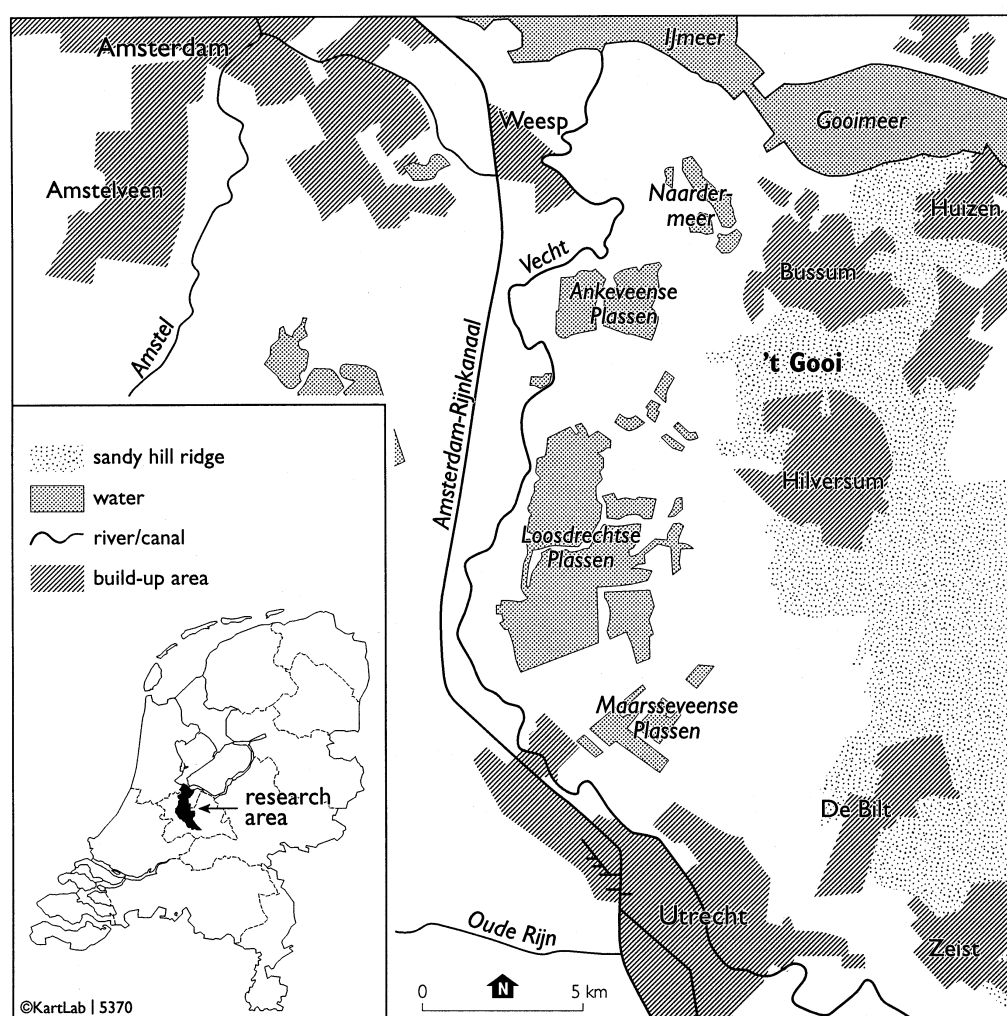 Amsterdam
IJmeer
Gooimeer
Weesp
Amstelveen
Naarder-
meer
Huizen
Vecht
Bussum
Ankeveense
Plassen
Amstel
't Gooi
Amsterdam-Rijnkanaal
sandy hill ridge
water
river/canal
build-up area
Hilversum
Loosdrechtse
Plassen
Maarsseveense
Plassen
research
area
De Bilt
Utrecht
Oude Rijn
Zeist
N
0 5 km
©KartLab | 5370